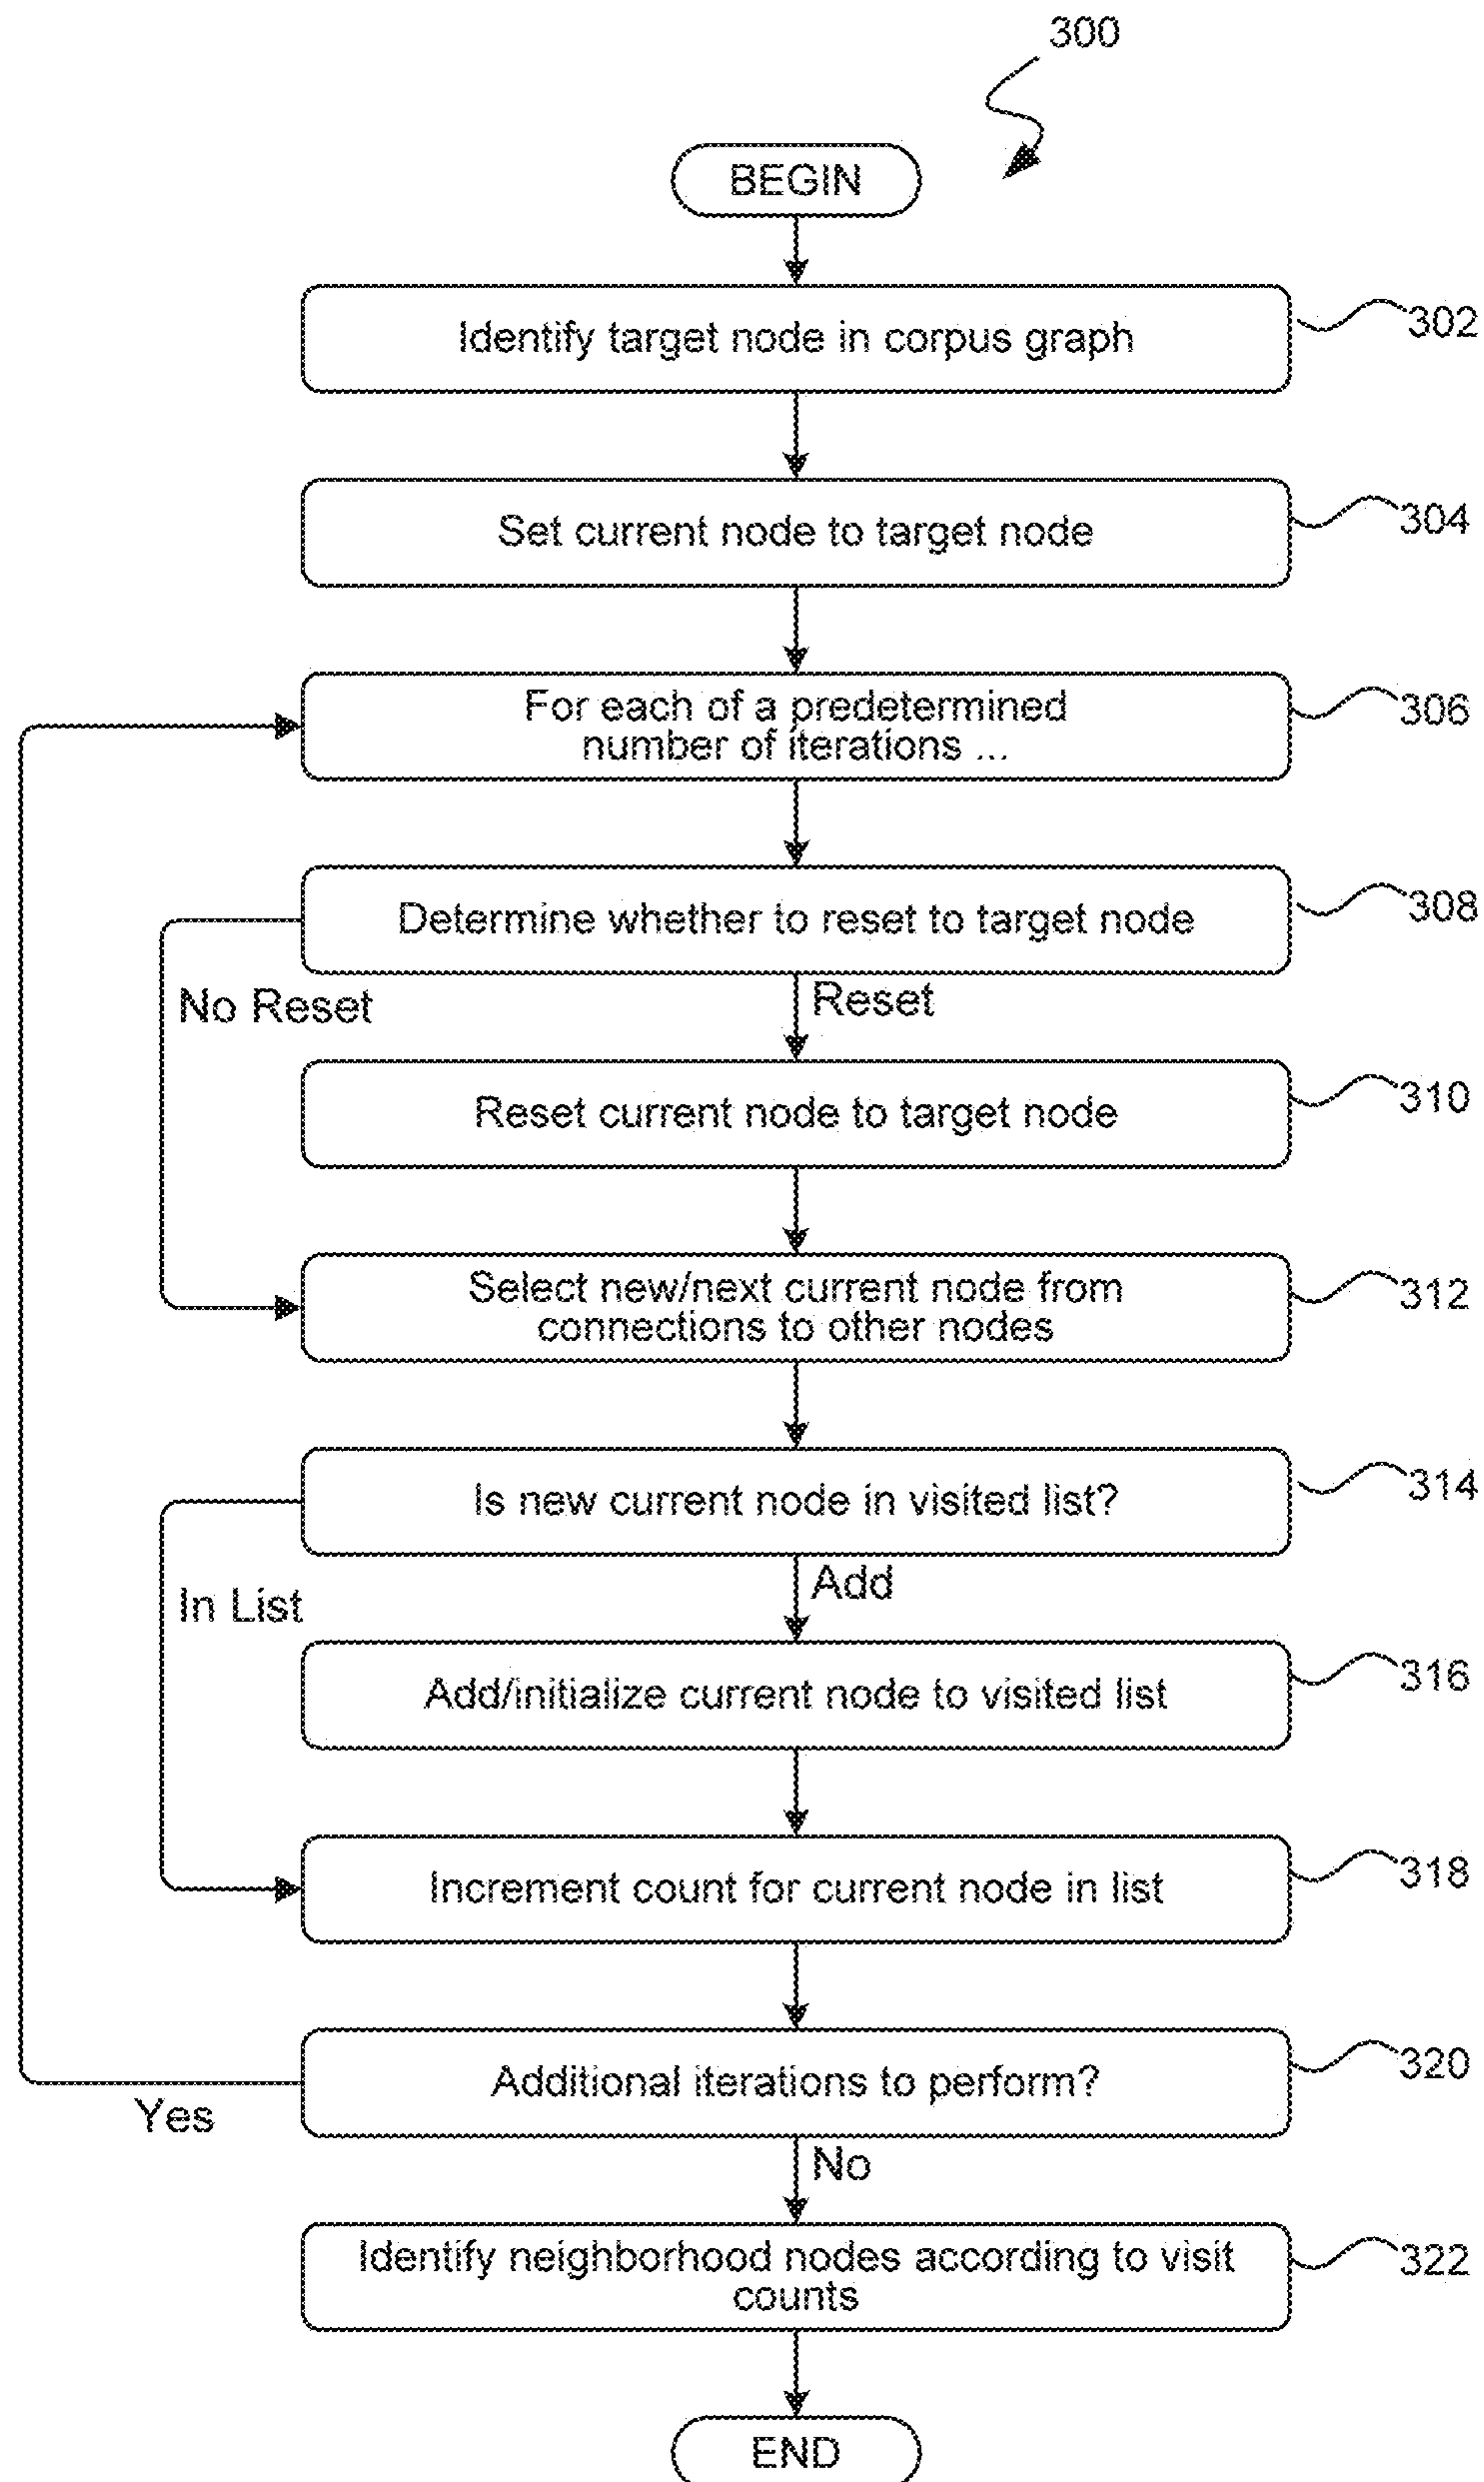 300
BEGIN
Identify target node in corpus graph
302
Set current node to target node
304
For each of a predetermined
number of iterations ...
306
Determine whether to reset to target node
308
No Reset
Reset
Reset current node to target node
310
Select new/next current node from
connections to other nodes
312
Is new current node in visited list?
314
In List
Add
Add/initialize current node to visited list
316
Increment count for current node in list
318
Additional iterations to perform?
320
Yes
No
Identify neighborhood nodes according to visit
counts
322
END